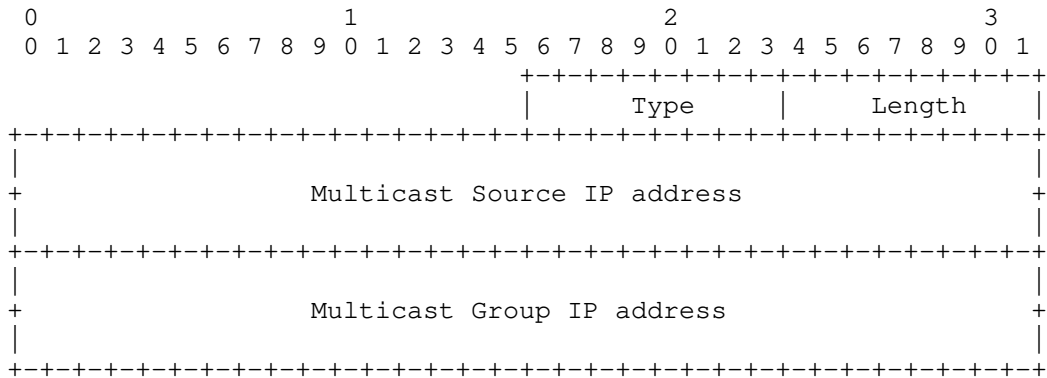 0                   1                   2                   3
0 1 2 3 4 5 6 7 8 9 0 1 2 3 4 5 6 7 8 9 0 1 2 3 4 5 6 7 8 9 0 1
                                +-+-+-+-+-+-+-+-+-+-+-+-+-+-+-+-+
                                |      Type     |     Length    |
+-+-+-+-+-+-+-+-+-+-+-+-+-+-+-+-+-+-+-+-+-+-+-+-+-+-+-+-+-+-+-+-+
|                                                               |
+                  Multicast Source IP address                  +
|                                                               |
+-+-+-+-+-+-+-+-+-+-+-+-+-+-+-+-+-+-+-+-+-+-+-+-+-+-+-+-+-+-+-+-+
|                                                               |
+                  Multicast Group IP address                   +
|                                                               |
+-+-+-+-+-+-+-+-+-+-+-+-+-+-+-+-+-+-+-+-+-+-+-+-+-+-+-+-+-+-+-+-+